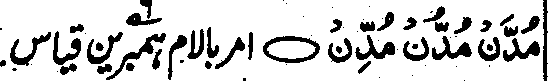 مُدَّنَ مُدُّنْ مُدِّنْ ○ امر بالام ہمبرین قیاس۔